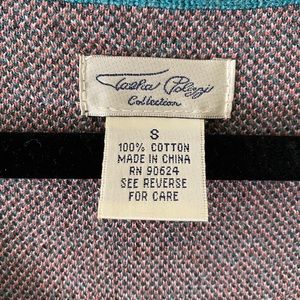 Tasha Polizzi
Collection
S
100% COTTON
MADE IN CHINA
RN 90624
SEE REVERSE
FOR CARE